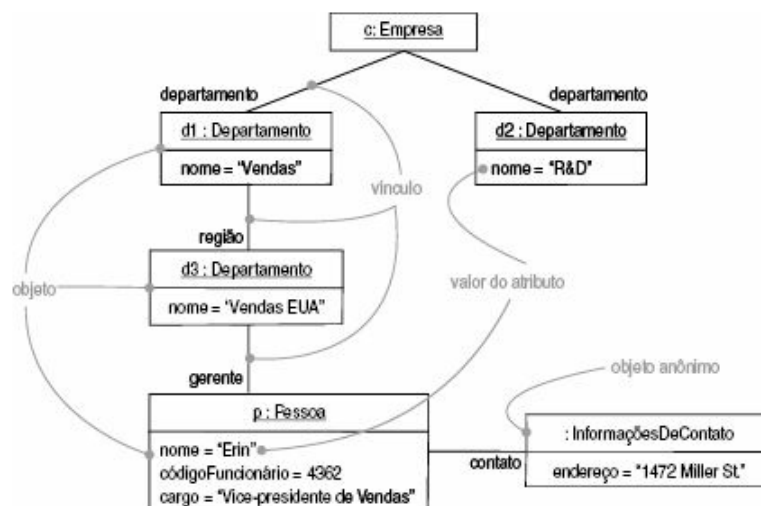 c: Empresa
departamento
departamento
d1 : Departamento
nome = "Vendas"
d2 : Departamento
nome = "R&D"
vínculo
região
d3 : Departamento
nome = "Vendas EUA"
objeto
valor do atributo
gerente
objeto anônimo
p : Pessoa
nome = "Erin"
códigoFuncionário = 4362
cargo = "Vice-presidente de Vendas"
contato
: InformaçõesDeContato
endereço = "1472 Miller St."